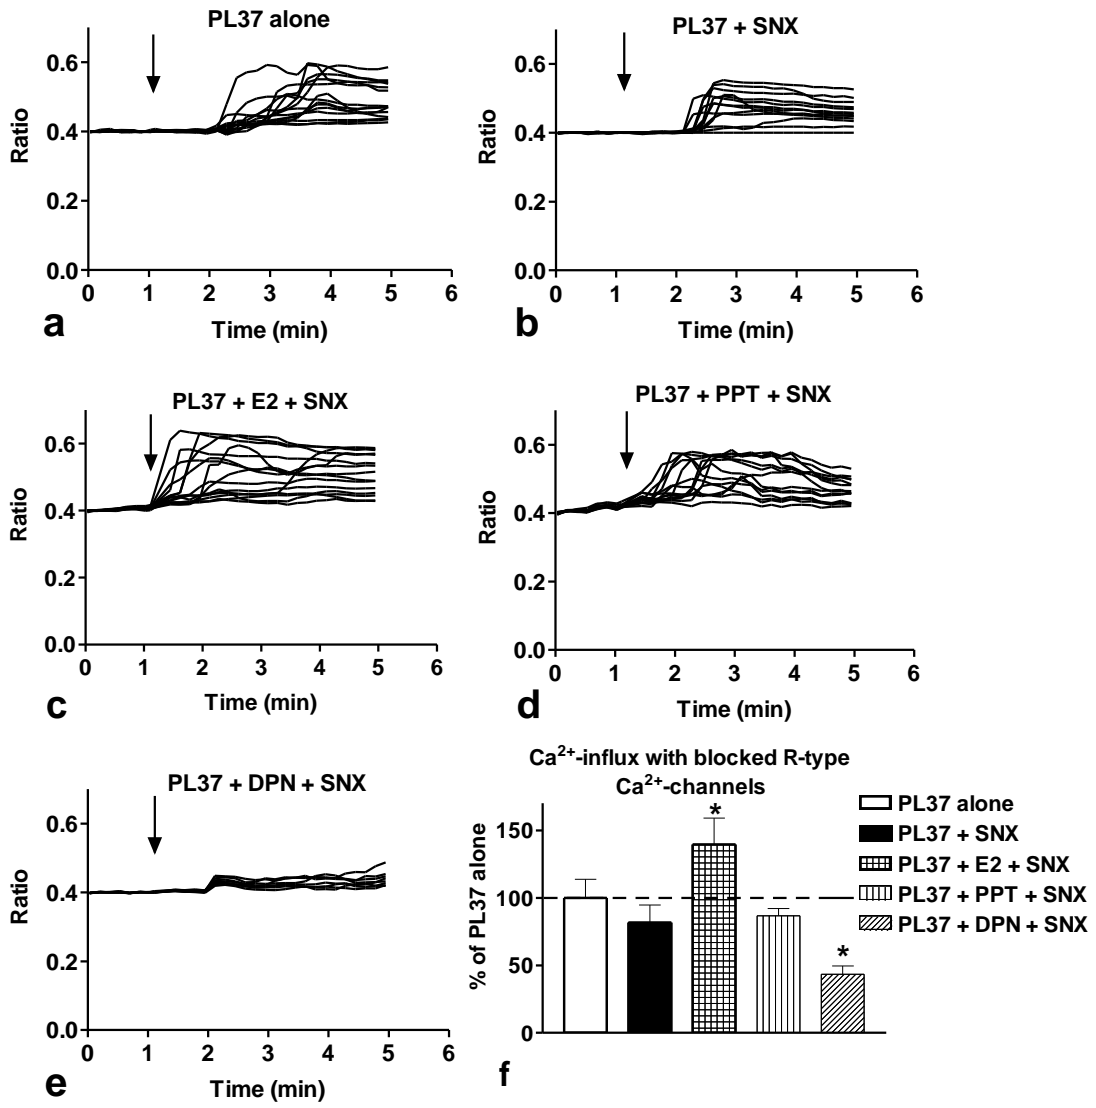 PL37 alone
0.6
0.4
0.2
0.0
Ratio
0 1 2 3 4 5 6
Time (min)
a
PL37 + SNX
0.6
0.4
0.2
0.0
Ratio
0 1 2 3 4 5 6
Time (min)
b
PL37 + E2 + SNX
0.6
0.4
0.2
0.0
Ratio
0 1 2 3 4 5 6
Time (min)
c
PL37 + PPT + SNX
0.6
0.4
0.2
0.0
Ratio
0 1 2 3 4 5 6
Time (min)
d
PL37 + DPN + SNX
0.6
0.4
0.2
0.0
Ratio
0 1 2 3 4 5 6
Time (min)
e
Ca²⁺-influx with blocked R-type
Ca²⁺-channels
150
100
50
0
% of PL37 alone
*
*
PL37 alone
PL37 + SNX
PL37 + E2 + SNX
PL37 + PPT + SNX
PL37 + DPN + SNX
f